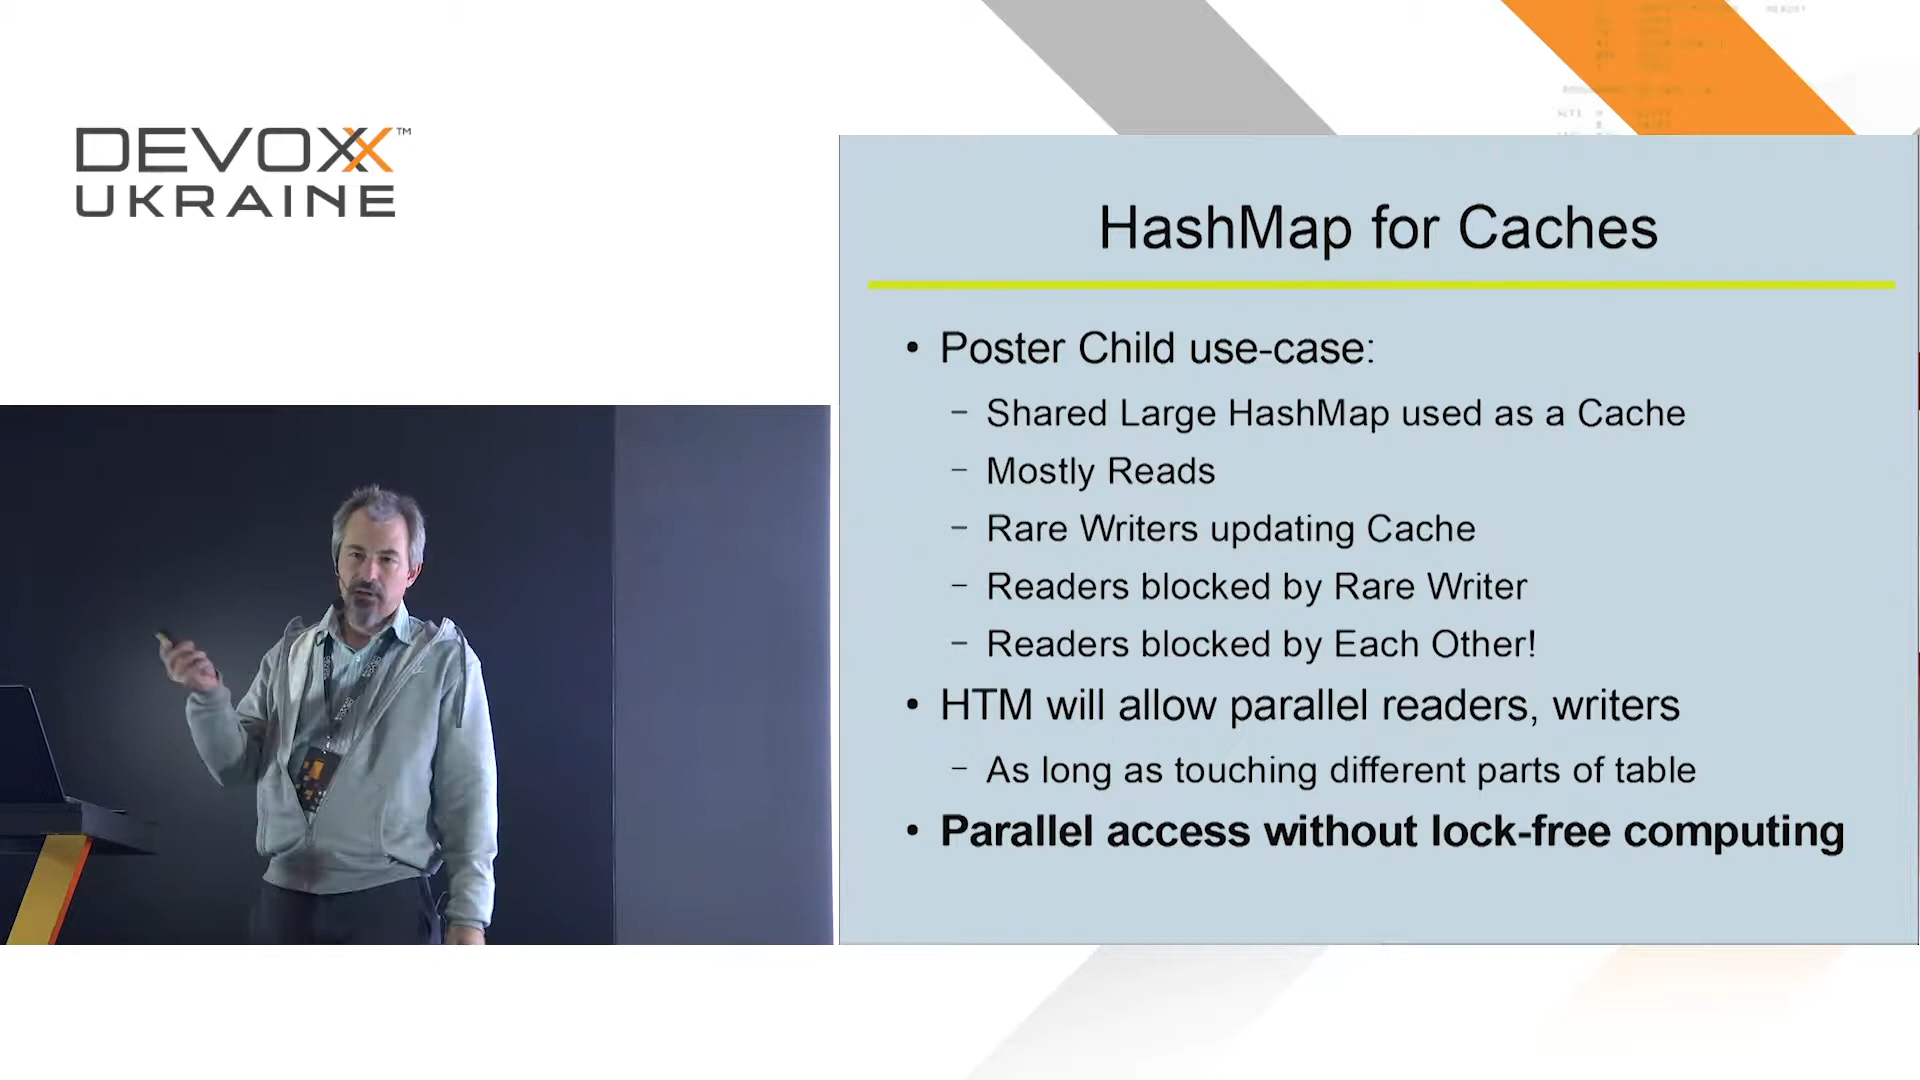 DEVOXX™
UKRAINE
HashMap for Caches
• Poster Child use-case:
– Shared Large HashMap used as a Cache
– Mostly Reads
– Rare Writers updating Cache
– Readers blocked by Rare Writer
– Readers blocked by Each Other!
• HTM will allow parallel readers, writers
– As long as touching different parts of table
• Parallel access without lock-free computing